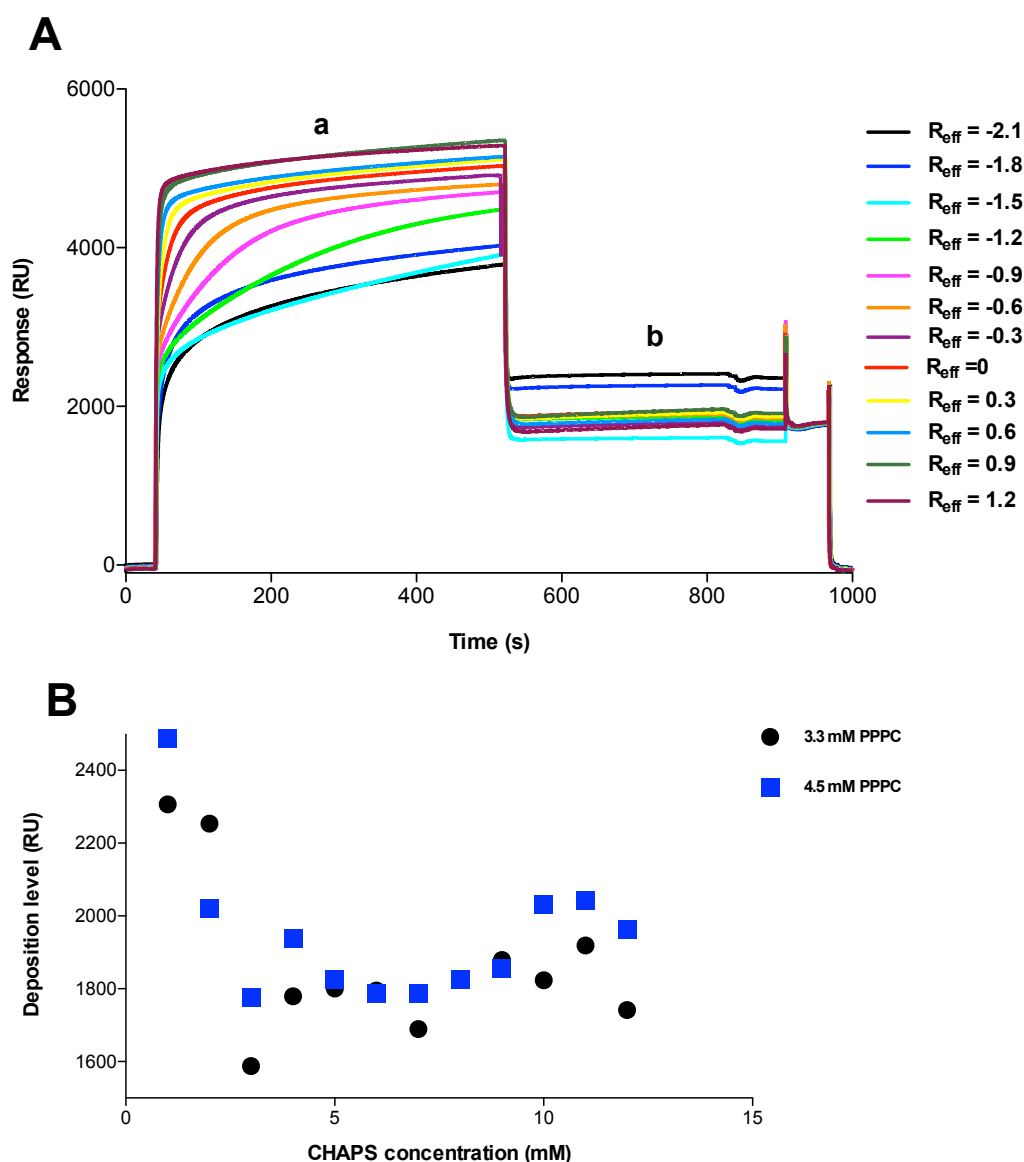 A
6000
4000
2000
0
Response (RU)
a
b
0 200 400 600 800 1000
Time (s)
Reff = -2.1
Reff = -1.8
Reff = -1.5
Reff = -1.2
Reff = -0.9
Reff = -0.6
Reff = -0.3
Reff =0
Reff = 0.3
Reff = 0.6
Reff = 0.9
Reff = 1.2
B
2400
2200
2000
1800
1600
Deposition level (RU)
0 5 10 15
CHAPS concentration (mM)
3.3 mM PPPC
4.5 mM PPPC